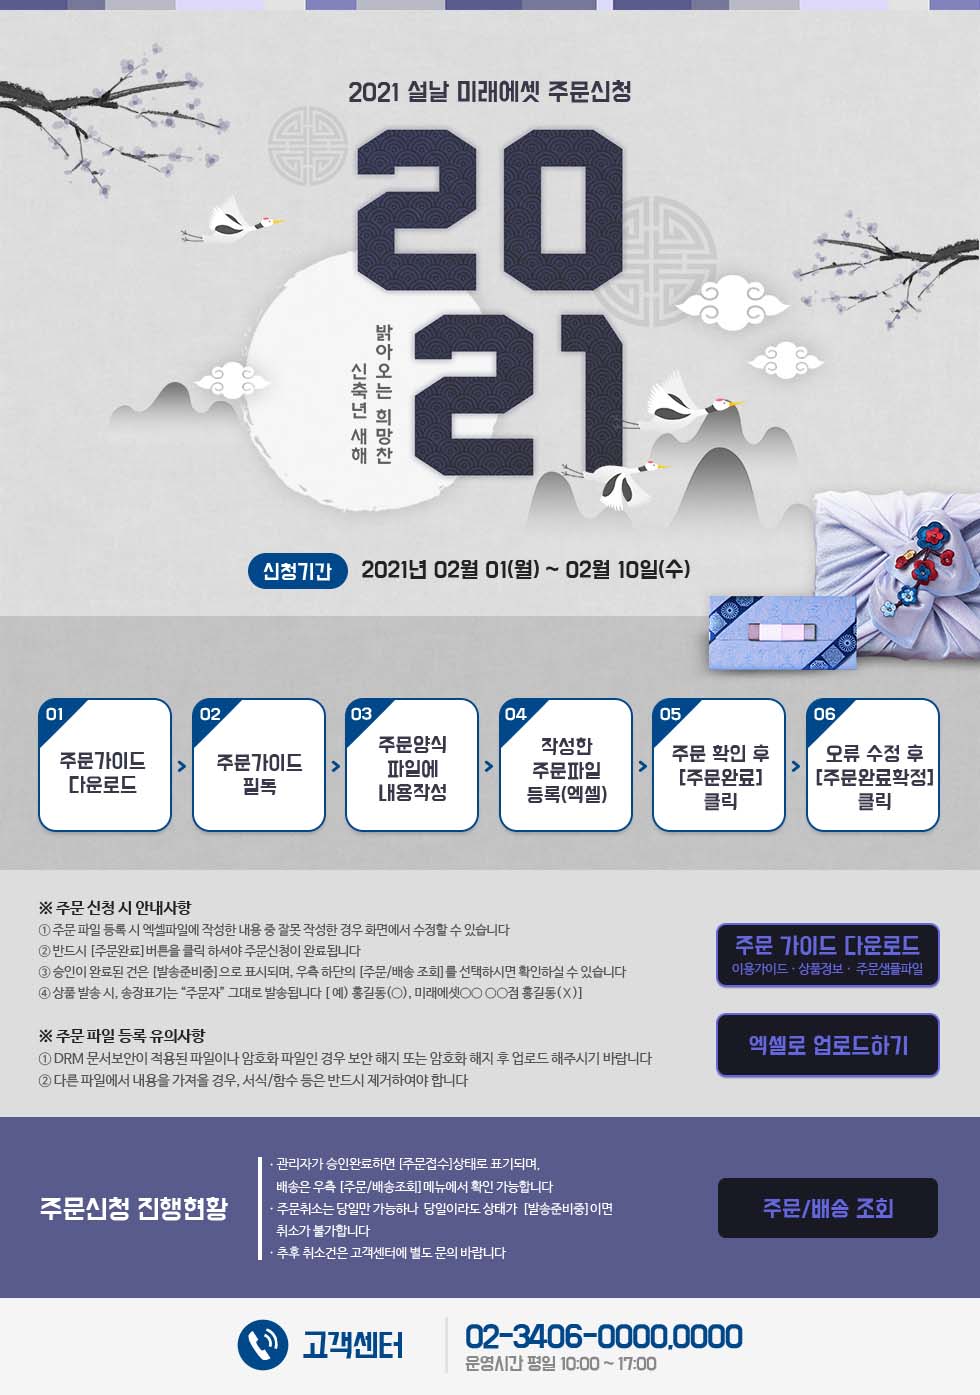 2021 설날 미래에셋 주문신청
20
21
밝아오는 희망찬
신축년 새해
신청기간
2021년 02월 01(월) ~ 02월 10일(수)
01
주문가이드
다운로드
02
주문가이드
필독
03
주문양식
파일에
내용작성
04
작성한
주문파일
등록(엑셀)
05
주문 확인 후
[주문완료]
클릭
06
오류 수정 후
[주문완료확정]
클릭
※ 주문 신청 시 안내사항
① 주문 파일 등록 시 엑셀파일에 작성한 내용 중 잘못 작성한 경우 화면에서 수정할 수 있습니다
② 반드시 [주문완료]버튼을 클릭 하셔야 주문신청이 완료됩니다
③ 승인이 완료된 건은 [발송준비중]으로 표시되며, 우측 하단의 [주문/배송 조회]를 선택하시면 확인하실 수 있습니다
④ 상품 발송 시, 송장표기는 “주문자” 그대로 발송됩니다 [ 예) 홍길동(○), 미래에셋○○ ○○점 홍길동(X)]
※ 주문 파일 등록 유의사항
① DRM 문서보안이 적용된 파일이나 암호화 파일인 경우 보안 해지 또는 암호화 해지 후 업로드 해주시기 바랍니다
② 다른 파일에서 내용을 가져올 경우, 서식/함수 등은 반드시 제거하여야 합니다
주문 가이드 다운로드
이용가이드 · 상품정보 · 주문샘플파일
엑셀로 업로드하기
주문신청 진행현황
· 관리자가 승인완료하면 [주문접수]상태로 표기되며,
배송은 우측 [주문/배송조회]메뉴에서 확인 가능합니다
· 주문취소는 당일만 가능하나 당일이라도 상태가 [발송준비중]이면
취소가 불가합니다
· 추후 취소건은 고객센터에 별도 문의 바랍니다
주문/배송 조회
고객센터
02-3406-0000,0000
운영시간 평일 10:00 ~ 17:00